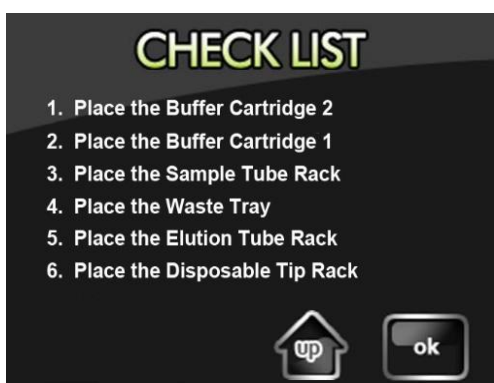 CHECK LIST
1. Place the Buffer Cartridge 2
2. Place the Buffer Cartridge 1
3. Place the Sample Tube Rack
4. Place the Waste Tray
5. Place the Elution Tube Rack
6. Place the Disposable Tip Rack
up ok